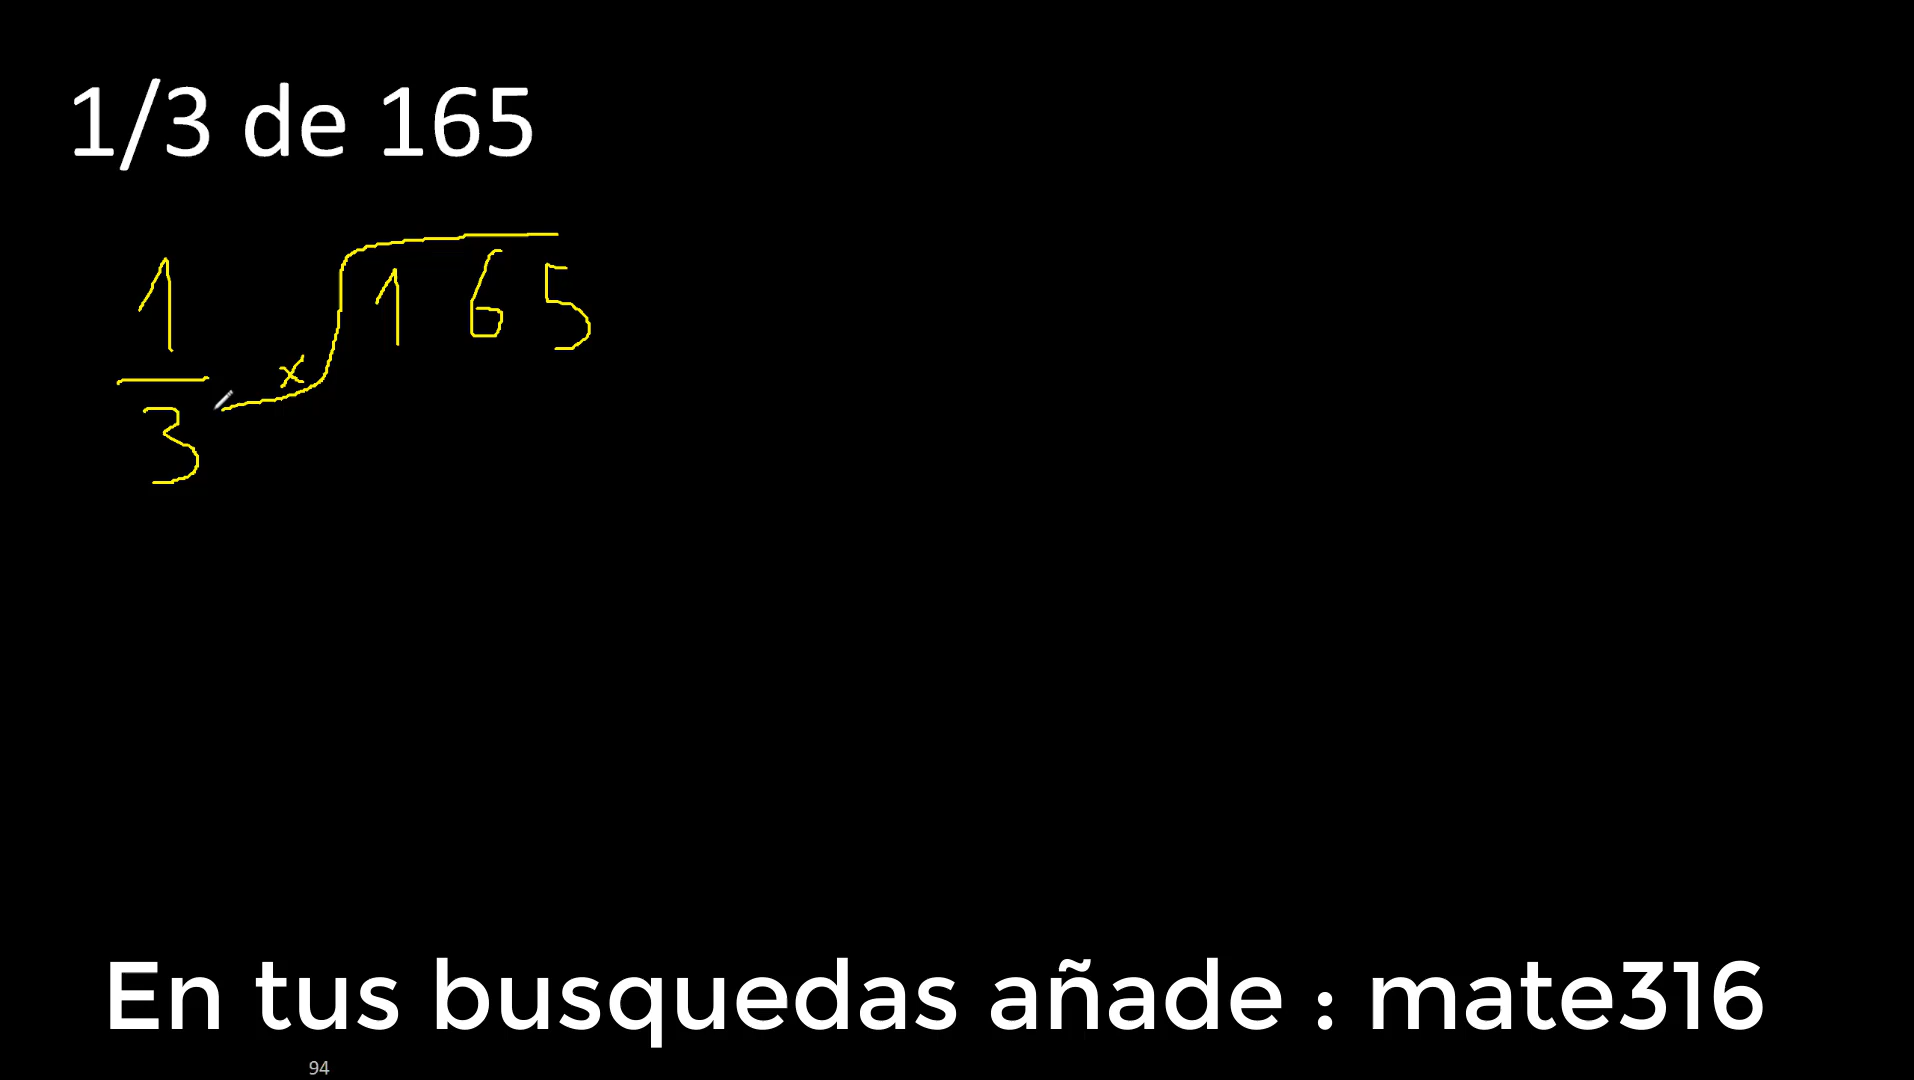 1/3 de 165
1
3
x
165
En tus busquedas añade : mate316
94